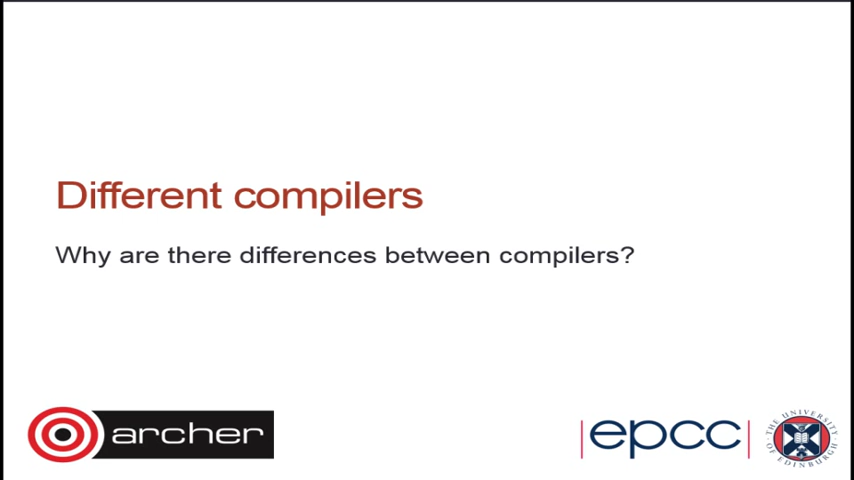 Different compilers
Why are there differences between compilers?
archer
|epcc|
THE UNIVERSITY OF EDINBURGH